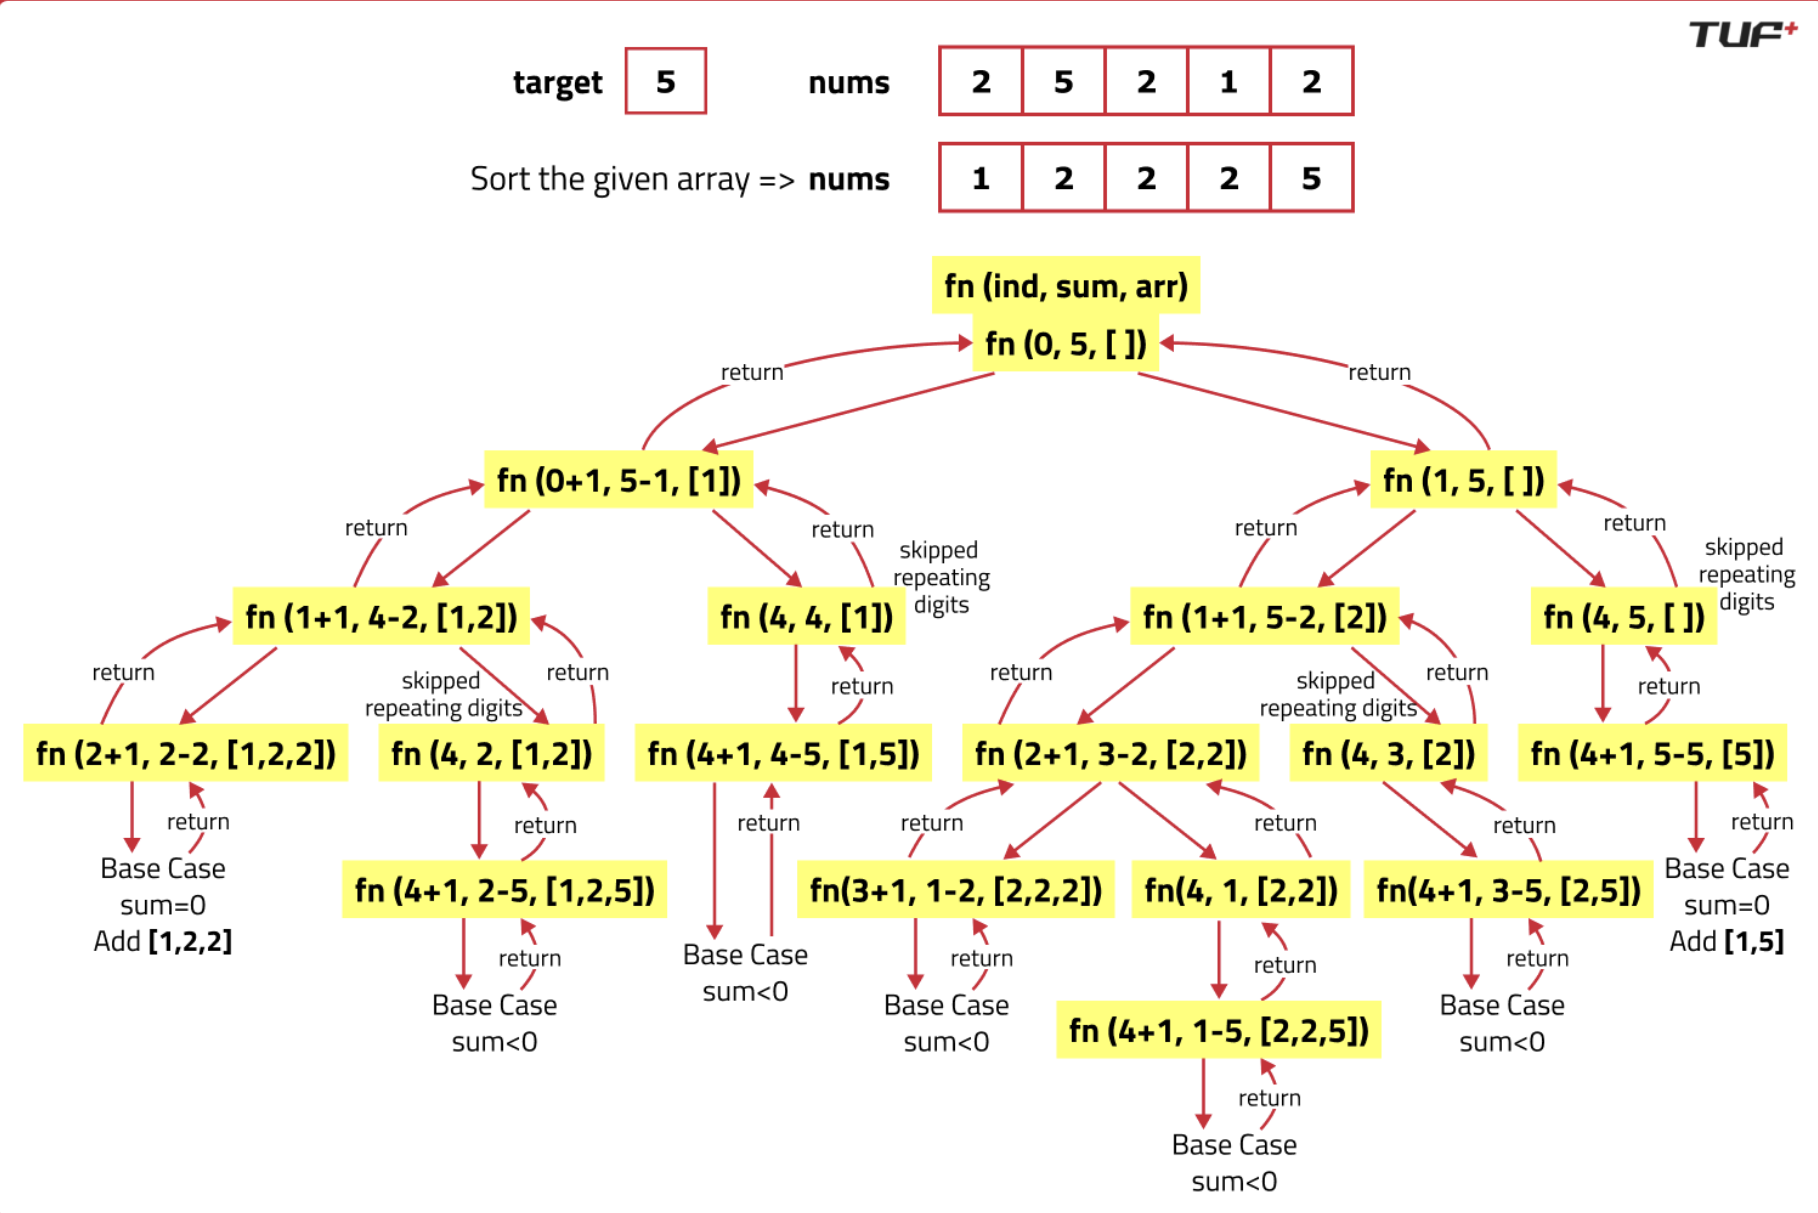 TUF+
target 5 nums 2 5 2 1 2
Sort the given array => nums 1 2 2 2 5
fn (ind, sum, arr)
fn (0, 5, [ ])
return return
fn (0+1, 5-1, [1]) fn (1, 5, [ ])
return return return return
skipped repeating digits skipped repeating digits
fn (1+1, 4-2, [1,2]) fn (4, 4, [1]) fn (1+1, 5-2, [2]) fn (4, 5, [ ])
return skipped repeating digits return return return skipped repeating digits return return
fn (2+1, 2-2, [1,2,2]) fn (4, 2, [1,2]) fn (4+1, 4-5, [1,5]) fn (2+1, 3-2, [2,2]) fn (4, 3, [2]) fn (4+1, 5-5, [5])
return return return return return return return
Base Case
sum=0
Add [1,2,2]
fn (4+1, 2-5, [1,2,5]) fn(3+1, 1-2, [2,2,2]) fn(4, 1, [2,2]) fn(4+1, 3-5, [2,5])
Base Case
sum=0
Add [1,5]
return return return return
Base Case
sum<0
Base Case
sum<0
Base Case
sum<0
Base Case
sum<0
fn (4+1, 1-5, [2,2,5])
return
Base Case
sum<0